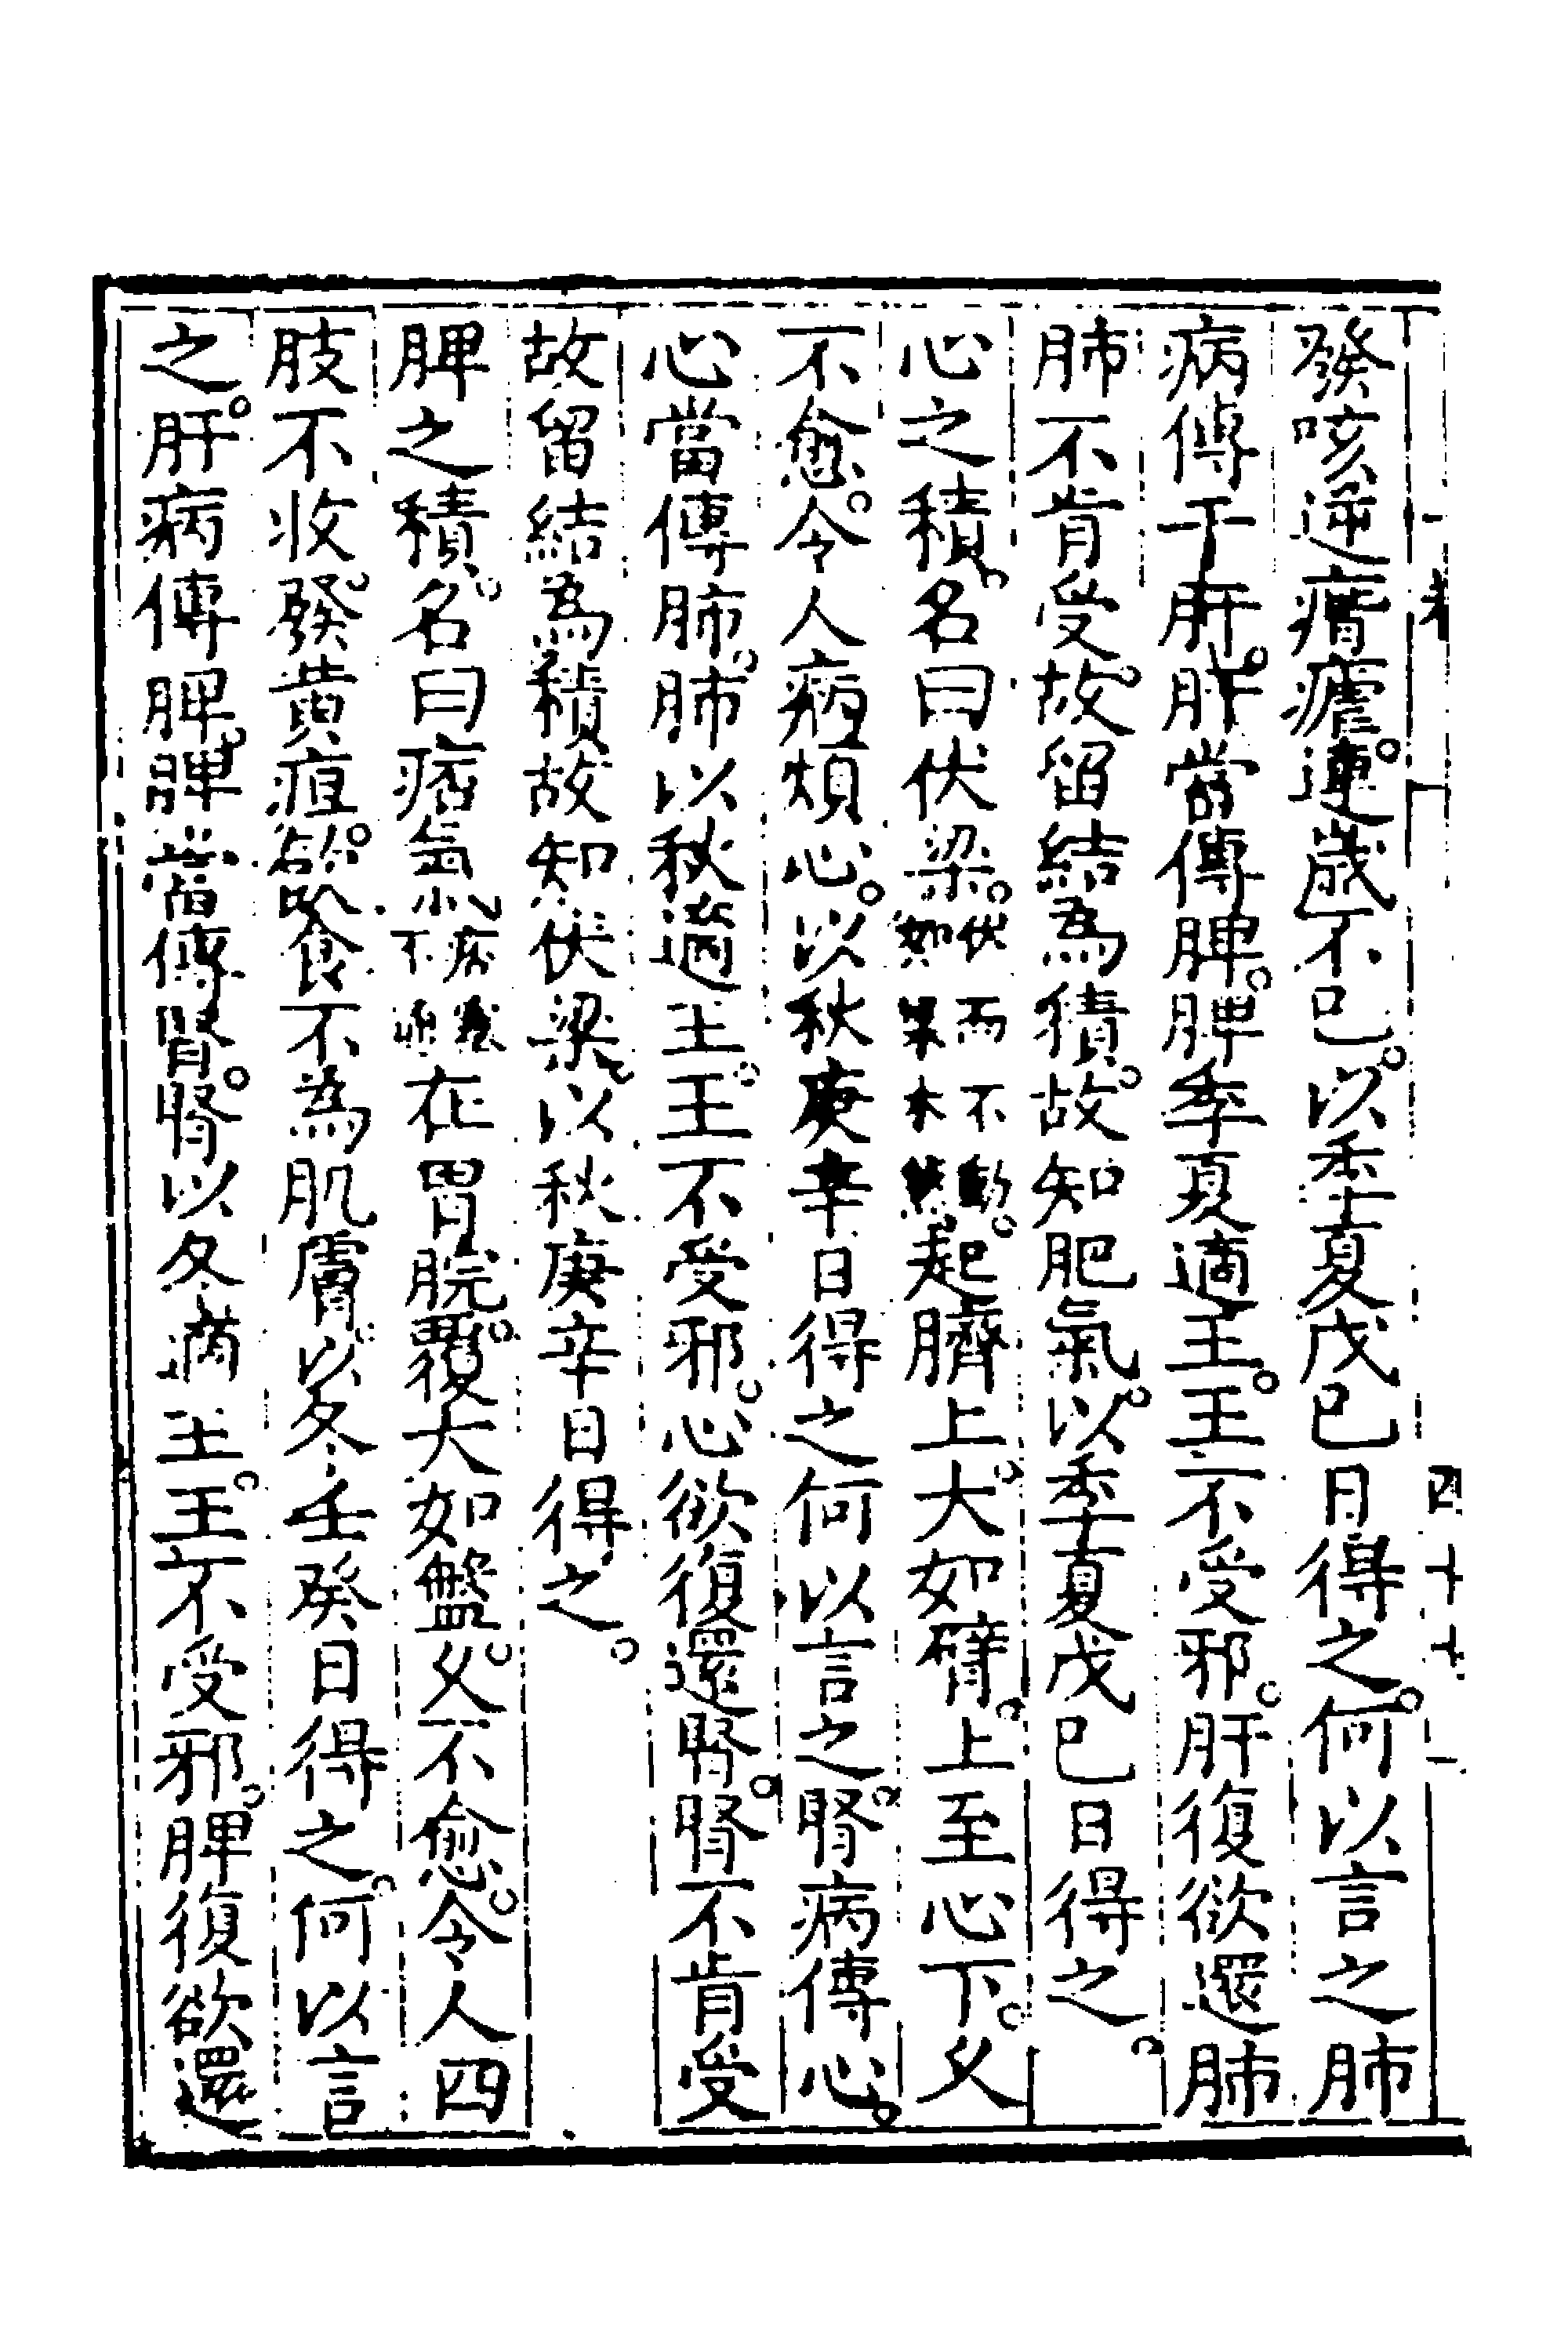 發咳逆瘄瘧。連歲不已。以季夏戊巳日得之。何以言之肺
病傳于肝。肝當傳脾。脾季夏適王。王不受邪。肝復欲還肺
肺不肯受。故留結為積。故知肥氣。以季夏戊巳日得之。
心之積。名曰伏梁。伏而不動。如梁木然起臍上。大如臂。上至心下。久
不愈。令人病煩心。以秋庚辛日得之何以言之。腎病傳心。
心當傳肺。肺以秋適王。王不受邪。心欲復還腎。腎不肯受
故留結為積故知伏梁。以秋庚辛日得之。
脾之積。名曰痞氣。病塞不通在胃脘。覆大如盤。久不愈。令人四
肢不收。發黃疸。飲食不為肌膚。以冬壬癸日得之。何以言
之。肝病傳脾。脾當傳腎。腎以冬適王。王不受邪。脾復欲還
四十七